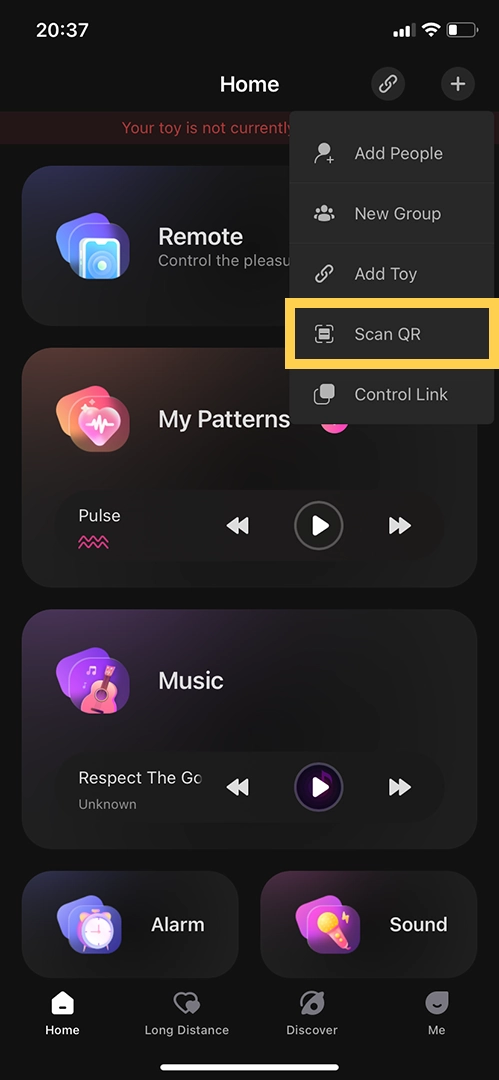 20:37
Home
Your toy is not currently
Add People
New Group
Add Toy
Scan QR
Control Link
Remote
Control the pleasu
My Patterns
Pulse
Music
Respect The Go
Unknown
Alarm
Sound
Home
Long Distance
Discover
Me